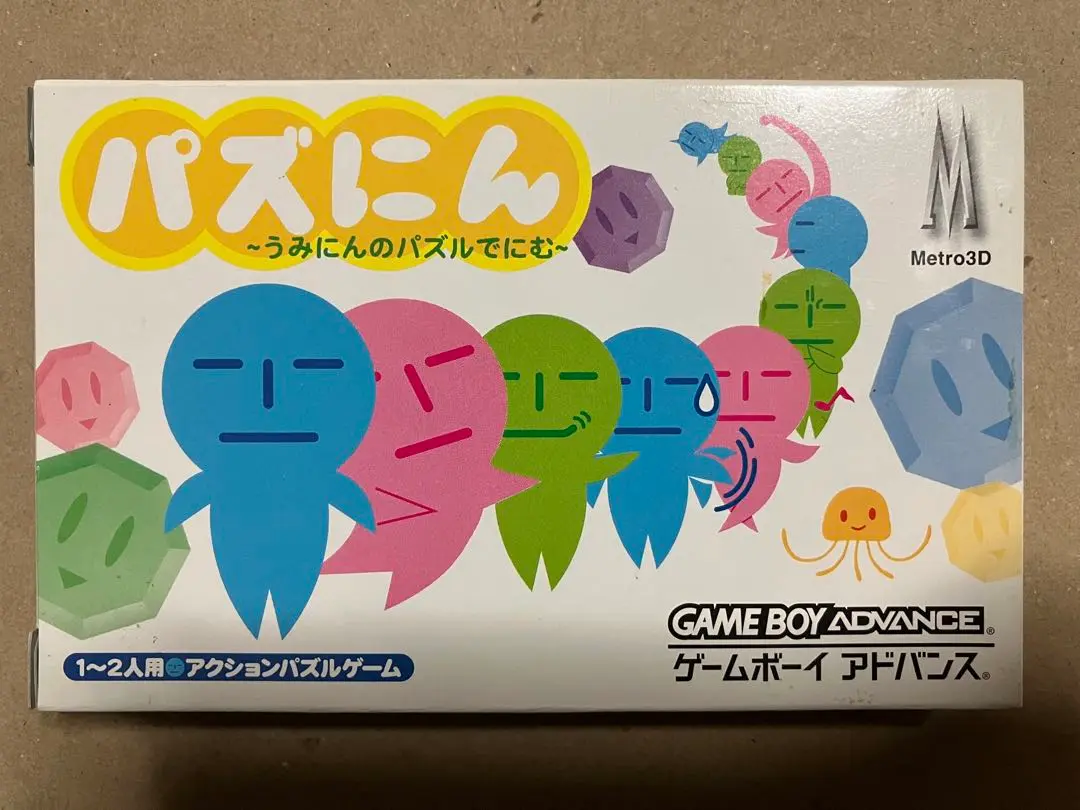 パズにん
~うみにんのパズルでにむ~
M
Metro3D
GAME BOY ADVANCE®
ゲームボーイ アドバンス®
1~2人用 アクションパズルゲーム